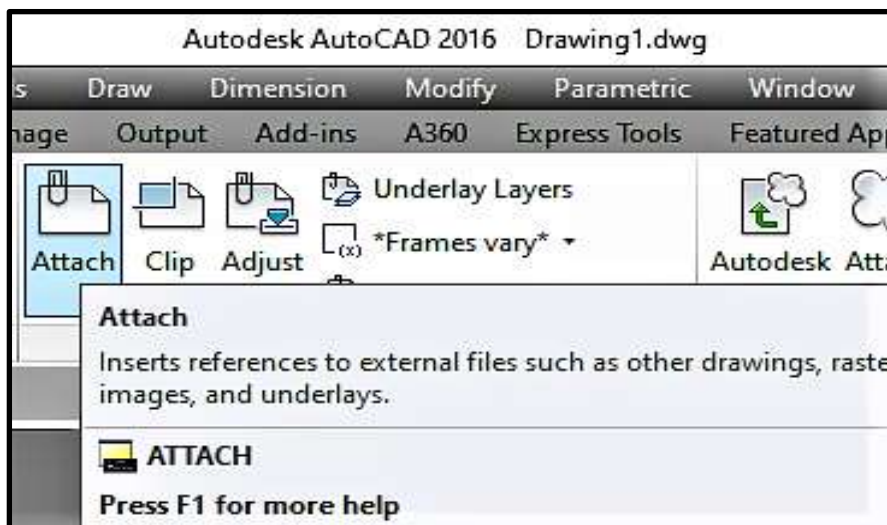 Autodesk AutoCAD 2016 Drawing1.dwg
s Draw Dimension Modify Parametric Window
nage Output Add-ins A360 Express Tools Featured App
Underlay Layers
(x) *Frames vary*
Attach Clip Adjust Autodesk Atta
Attach
Inserts references to external files such as other drawings, raste
images, and underlays.
ATTACH
Press F1 for more help